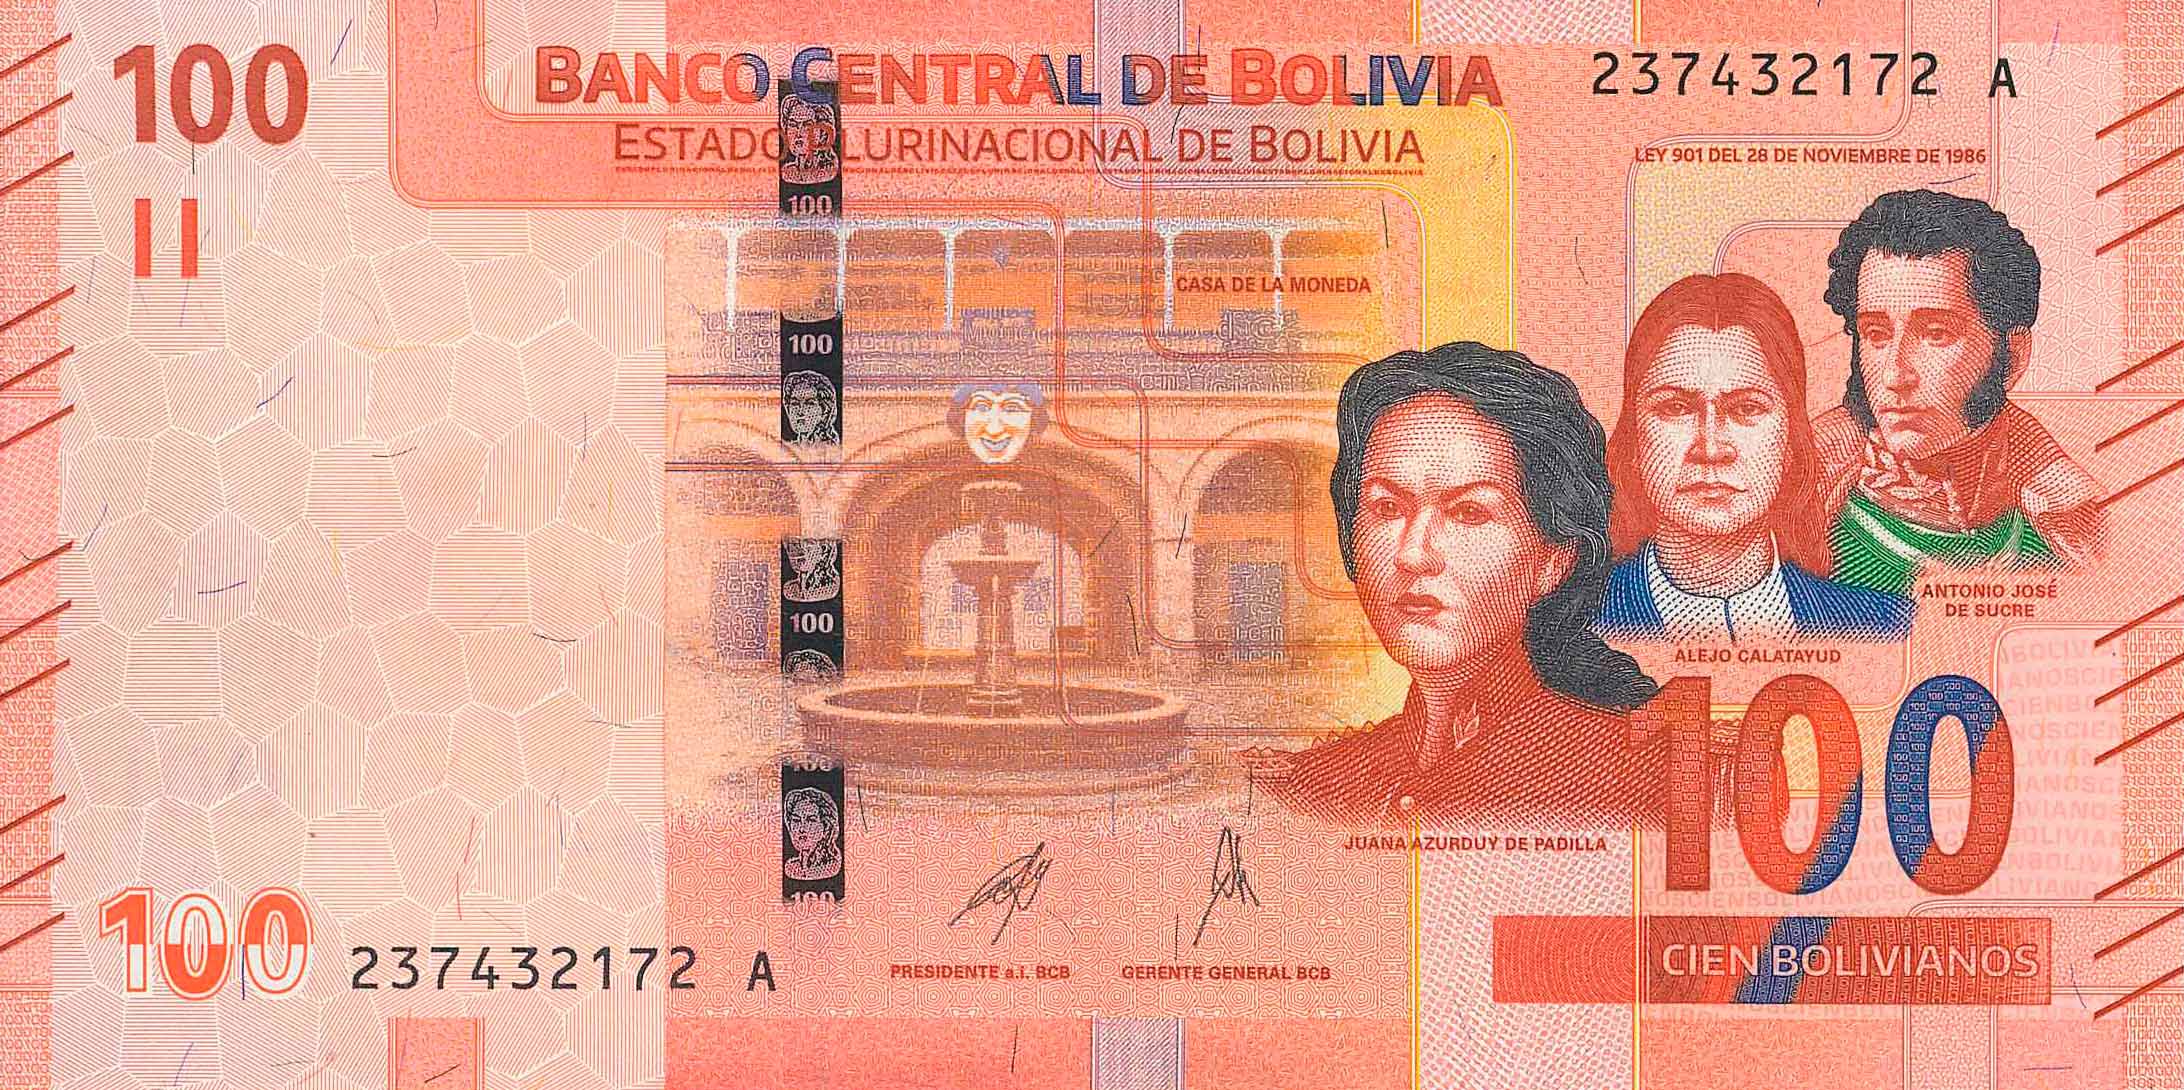 100
BANCO CENTRAL DE BOLIVIA
237432172 A
ESTADO PLURINACIONAL DE BOLIVIA
LEY 901 DEL 28 DE NOVIEMBRE DE 1986
100
CASA DE LA MONEDA
100
ANTONIO JOSÉ
DE SUCRE
100
ALEJO CALATAYUD
100
100
JUANA AZURDUY DE PADILLA
100
100
237432172 A
PRESIDENTE a.i. BCB
GERENTE GENERAL BCB
CIEN BOLIVIANOS